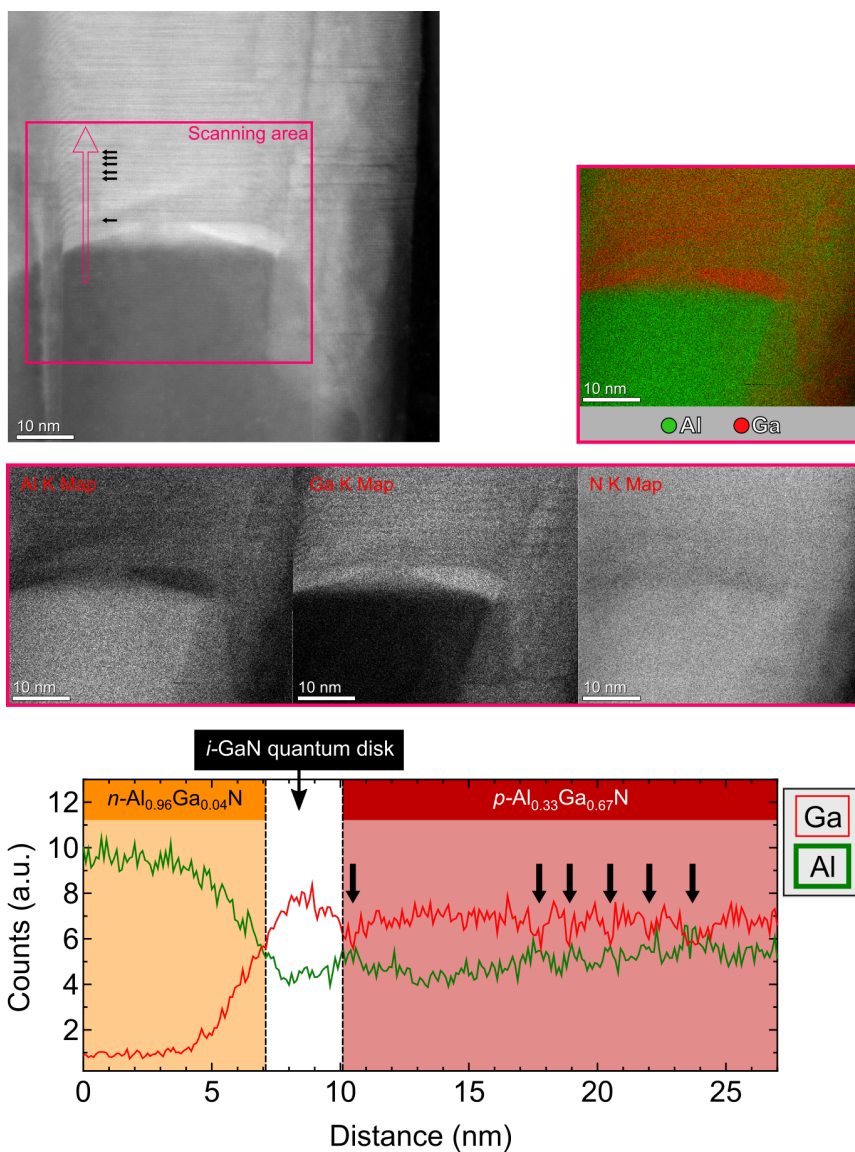 Scanning area
10 nm
10 nm
Al Ga
Al K Map
Ga K Map
N K Map
10 nm
10 nm
10 nm
i-GaN quantum disk
n-Al0.96Ga0.04N
p-Al0.33Ga0.67N
Ga
Al
12
10
8
6
4
2
Counts (a.u.)
0 5 10 15 20 25
Distance (nm)